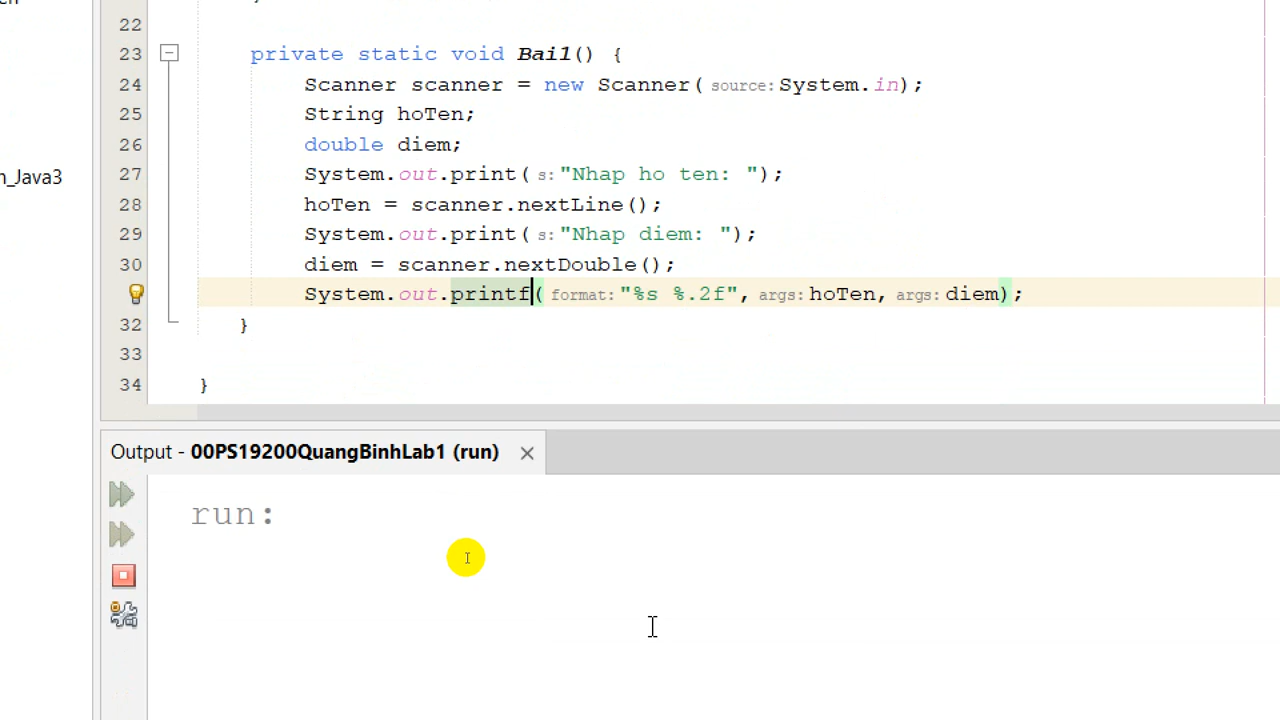 22
23 private static void Bai1() {
24 Scanner scanner = new Scanner(source:System.in);
25 String hoTen;
26 double diem;
n_Java3
27 System.out.print(s:"Nhap ho ten: ");
28 hoTen = scanner.nextLine();
29 System.out.print(s:"Nhap diem: ");
30 diem = scanner.nextDouble();
System.out.printf(format:"%s %.2f", args:hoTen, args:diem);
32 }
33
34 }
Output - 00PS19200QuangBinhLab1 (run) ×
run: